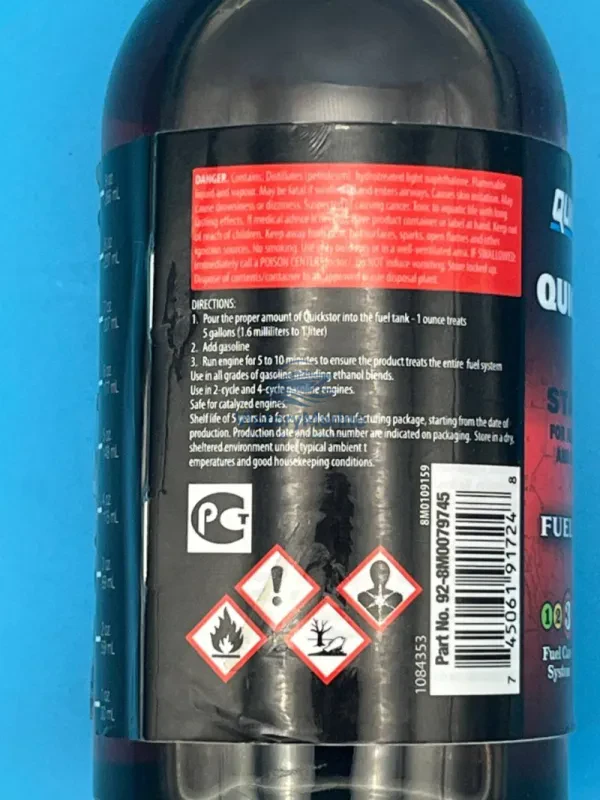 DANGER. Contains: Distillates (petroleum), hydrotreated light naphthenic. Flammable
liquid and vapour. May be fatal if swallowed and enters airways. Causes skin irritation. May
cause drowsiness or dizziness. Suspected of causing cancer. Toxic to aquatic life with long
lasting effects. If medical advice is needed, have product container or label at hand. Keep out
of reach of children. Keep away from heat, hot surfaces, sparks, open flames and other
ignition sources. No smoking. Use only outdoors or in a well-ventilated area. IF SWALLOWED:
Immediately call a POISON CENTER. Do NOT induce vomiting. Store locked up.
Dispose of contents/container to an approved waste disposal plant.
DIRECTIONS:
1. Pour the proper amount of Quickstor into the fuel tank - 1 ounce treats
5 gallons (1.6 milliliters to 1 liter)
2. Add gasoline
3. Run engine for 5 to 10 minutes to ensure the product treats the entire fuel system
Use in all grades of gasoline including ethanol blends.
Use in 2-cycle and 4-cycle gasoline engines.
Safe for catalyzed engines.
Shelf life of 5 years in a factory sealed manufacturing package, starting from the date of
production. Production date and batch number are indicated on packaging. Store in a dry,
sheltered environment under typical ambient t
emperatures and good housekeeping conditions.
РСТ
1084353
8M0109159
Part No. 92-8M0079745
7 45061 91724 8
QUI
STA
FOR
FUEL
1 2 3
Fuel Car
System